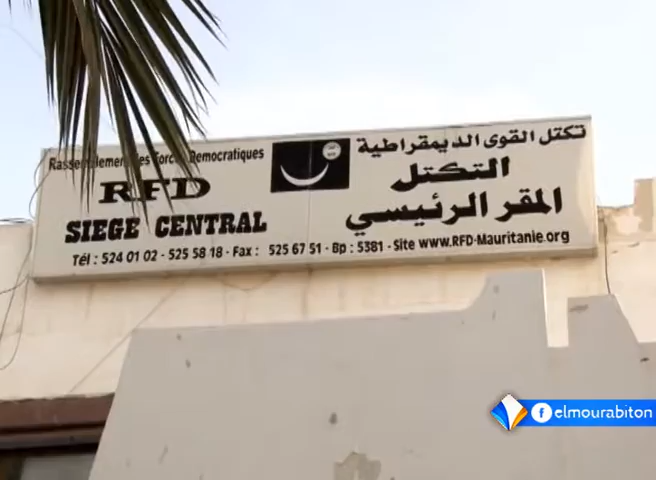 Rassemblement des Forces Démocratiques
RFD
SIEGE CENTRAL
تكتل القوى الديمقراطية
التكتل
المقر الرئيسي
Tél : 524 01 02 - 525 58 18 - Fax : 525 67 51 - Bp : 5381 - Site www.RFD-Mauritanie.org
elmourabiton